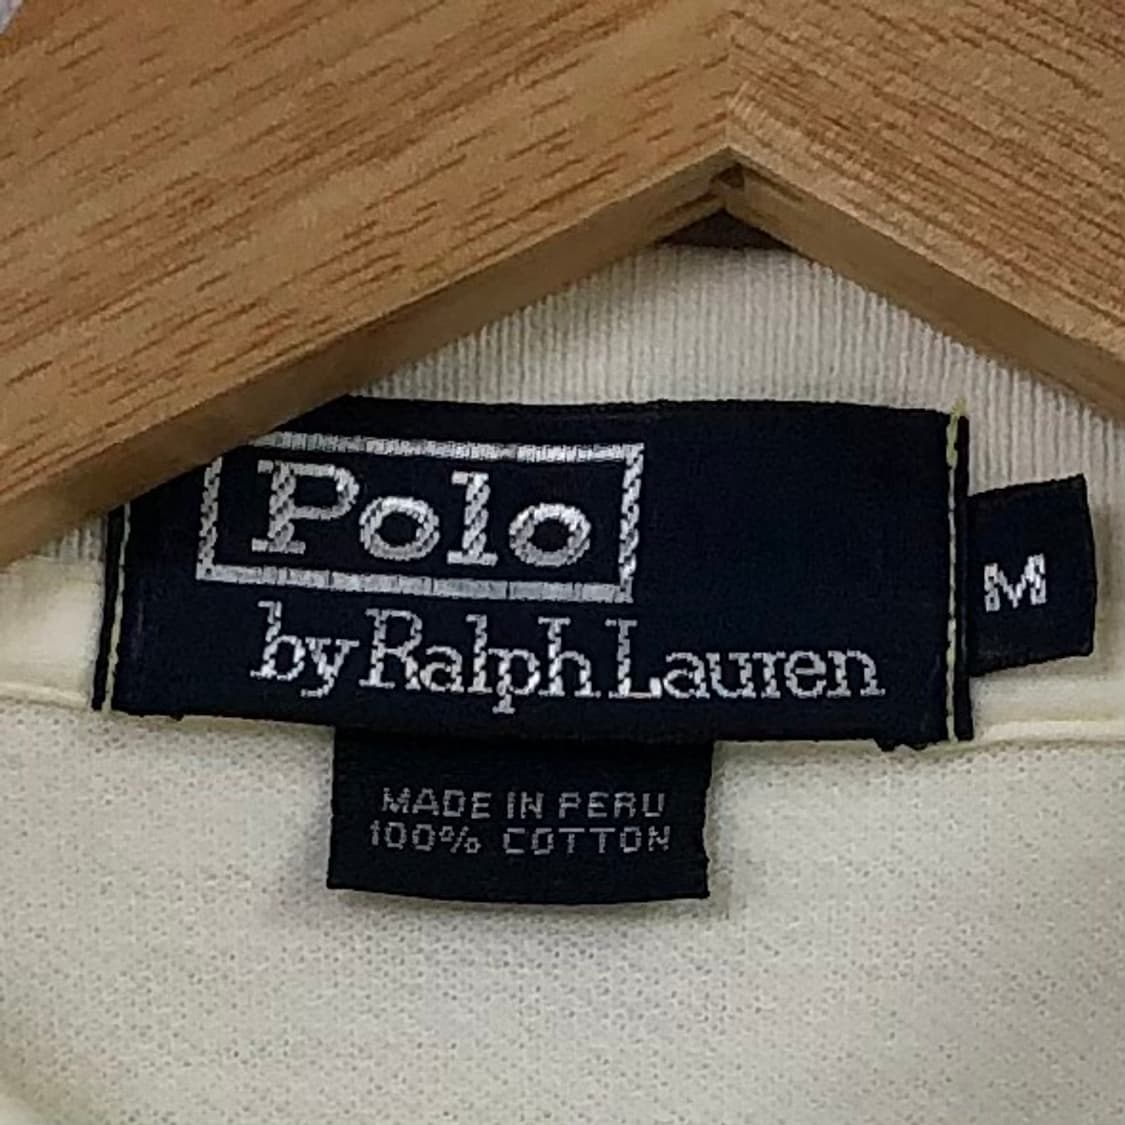 Polo
by Ralph Lauren
M
MADE IN PERU
100% COTTON